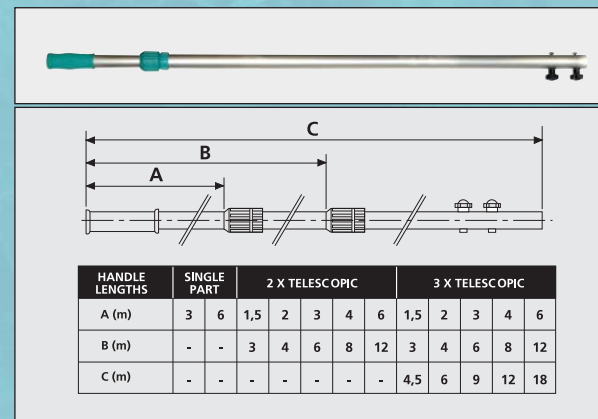 C
B
A
HANDLE LENGTHS SINGLE PART 2 X TELESCOPIC 3 X TELESCOPIC
A (m) 3 6 1,5 2 3 4 6 1,5 2 3 4 6
B (m) - - 3 4 6 8 12 3 4 6 8 12
C (m) - - - - - - - 4,5 6 9 12 18